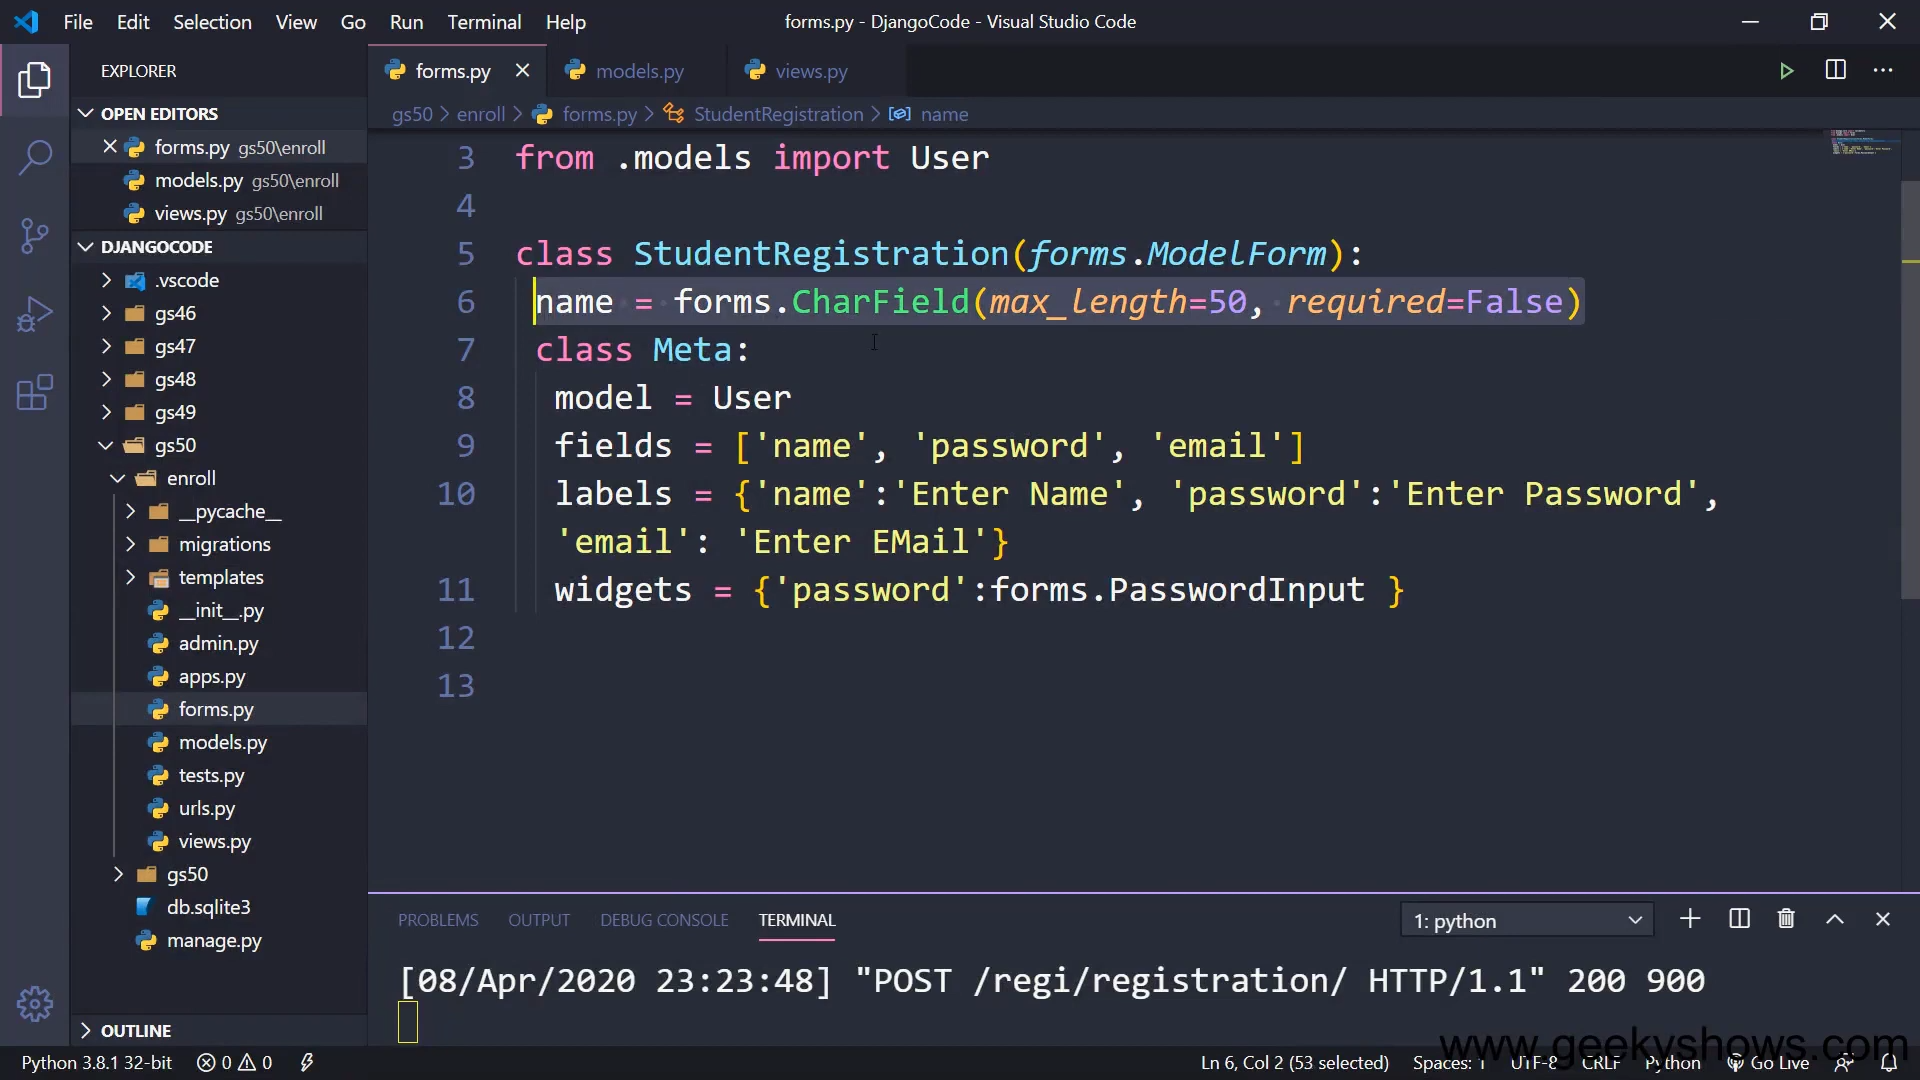 File Edit Selection View Go Run Terminal Help
forms.py - DjangoCode - Visual Studio Code
EXPLORER
OPEN EDITORS
forms.py gs50\enroll
models.py gs50\enroll
views.py gs50\enroll
DJANGOCODE
.vscode
gs46
gs47
gs48
gs49
gs50
enroll
__pycache__
migrations
templates
__init__.py
admin.py
apps.py
forms.py
models.py
tests.py
urls.py
views.py
gs50
db.sqlite3
manage.py
OUTLINE
forms.py models.py views.py
gs50 > enroll > forms.py > StudentRegistration > name
3 from .models import User
4
5 class StudentRegistration(forms.ModelForm):
6 name = forms.CharField(max_length=50, required=False)
7 class Meta:
8 model = User
9 fields = ['name', 'password', 'email']
10 labels = {'name':'Enter Name', 'password':'Enter Password',
'email': 'Enter EMail'}
11 widgets = {'password':forms.PasswordInput }
12
13
PROBLEMS OUTPUT DEBUG CONSOLE TERMINAL
1: python
[08/Apr/2020 23:23:48] "POST /regi/registration/ HTTP/1.1" 200 900
www.geekyshows.com
Python 3.8.1 32-bit 0 0
Ln 6, Col 2 (53 selected) Spaces: 1 UTF-8 CRLF Python Go Live